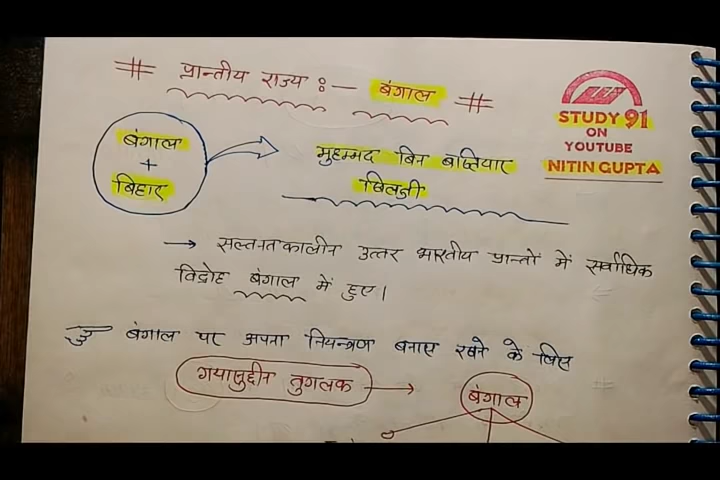 # प्रान्तीय राज्य :— बंगाल #
STUDY 91
ON
YOUTUBE
NITIN GUPTA
बंगाल
+
बिहार
मुहम्मद बिन बख्तियार
खिलजी
→ सल्तनतकालीन उत्तर भारतीय प्रान्तों में सर्वाधिक
विद्रोह बंगाल में हुए।
बंगाल पर अपना नियन्त्रण बनाए रखने के लिए
गयासुद्दीन तुगलक → बंगाल